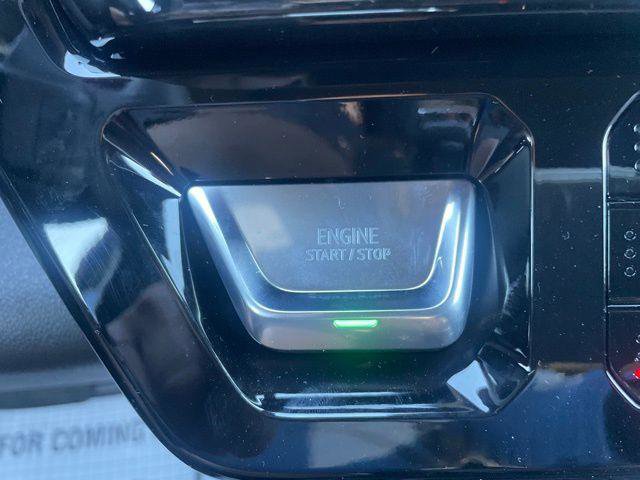 ENGINE
START / STOP
FOR COMING